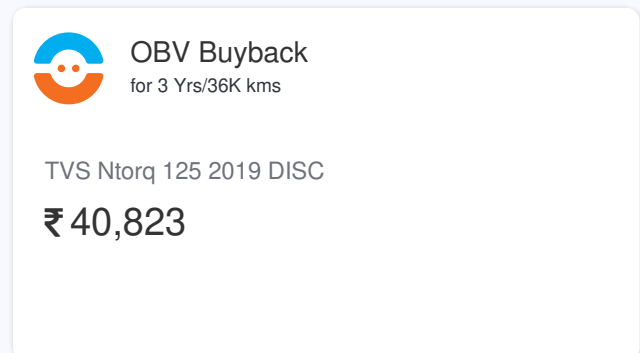 OBV Buyback
for 3 Yrs/36K kms
TVS Ntorq 125 2019 DISC
₹ 40,823